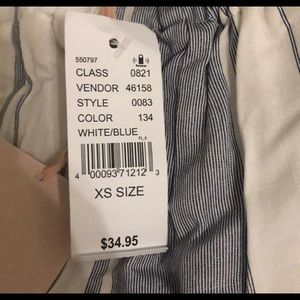 550797
CLASS 0821
VENDOR 46158
STYLE 0083
COLOR 134
WHITE/BLUE
FL_5
4 00093 71212 3
XS SIZE
$34.95